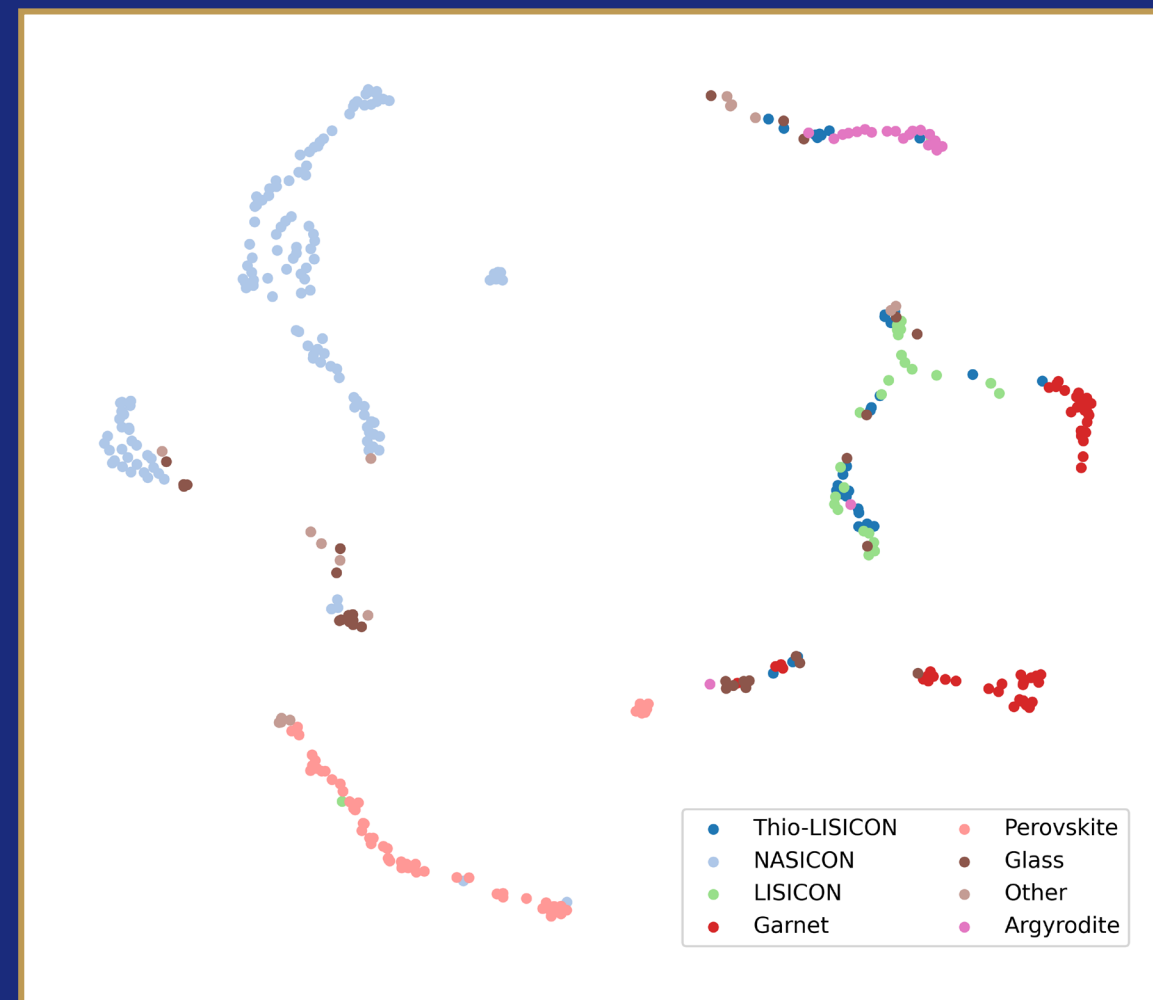 Thio-LISICON
NASICON
LISICON
Garnet
Perovskite
Glass
Other
Argyrodite